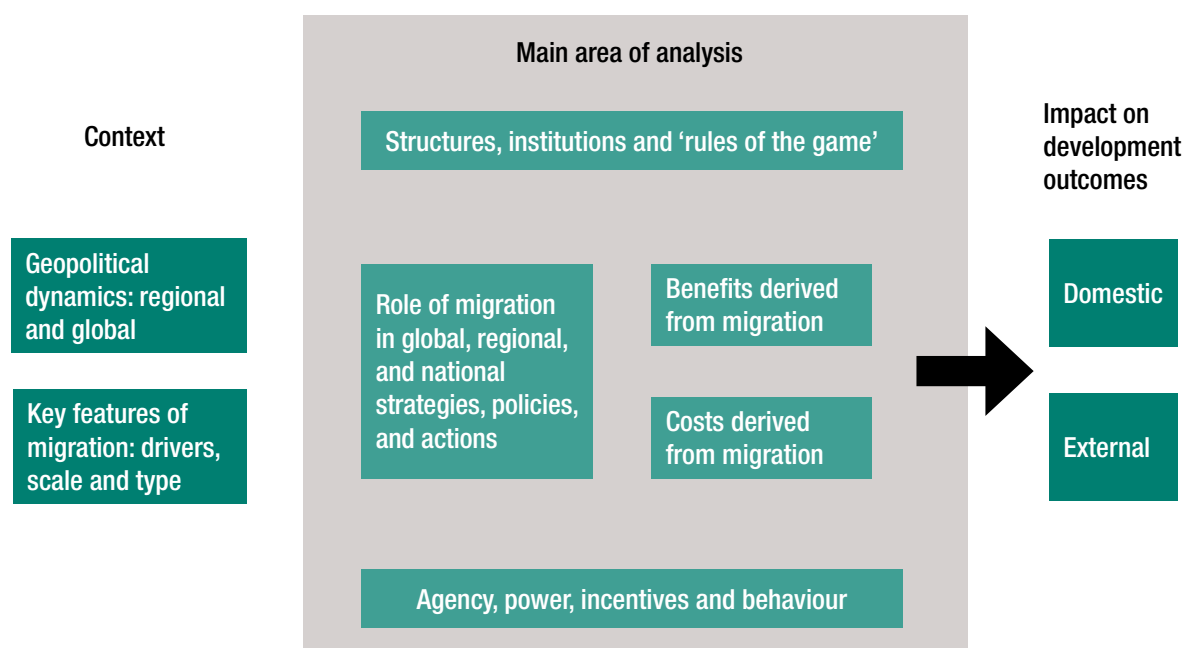 Main area of analysis
Context
Geopolitical
dynamics: regional
and global
Key features of
migration: drivers,
scale and type
Structures, institutions and ‘rules of the game’
Role of migration
in global, regional,
and national
strategies, policies,
and actions
Benefits derived
from migration
Costs derived
from migration
Agency, power, incentives and behaviour
Impact on
development
outcomes
Domestic
External